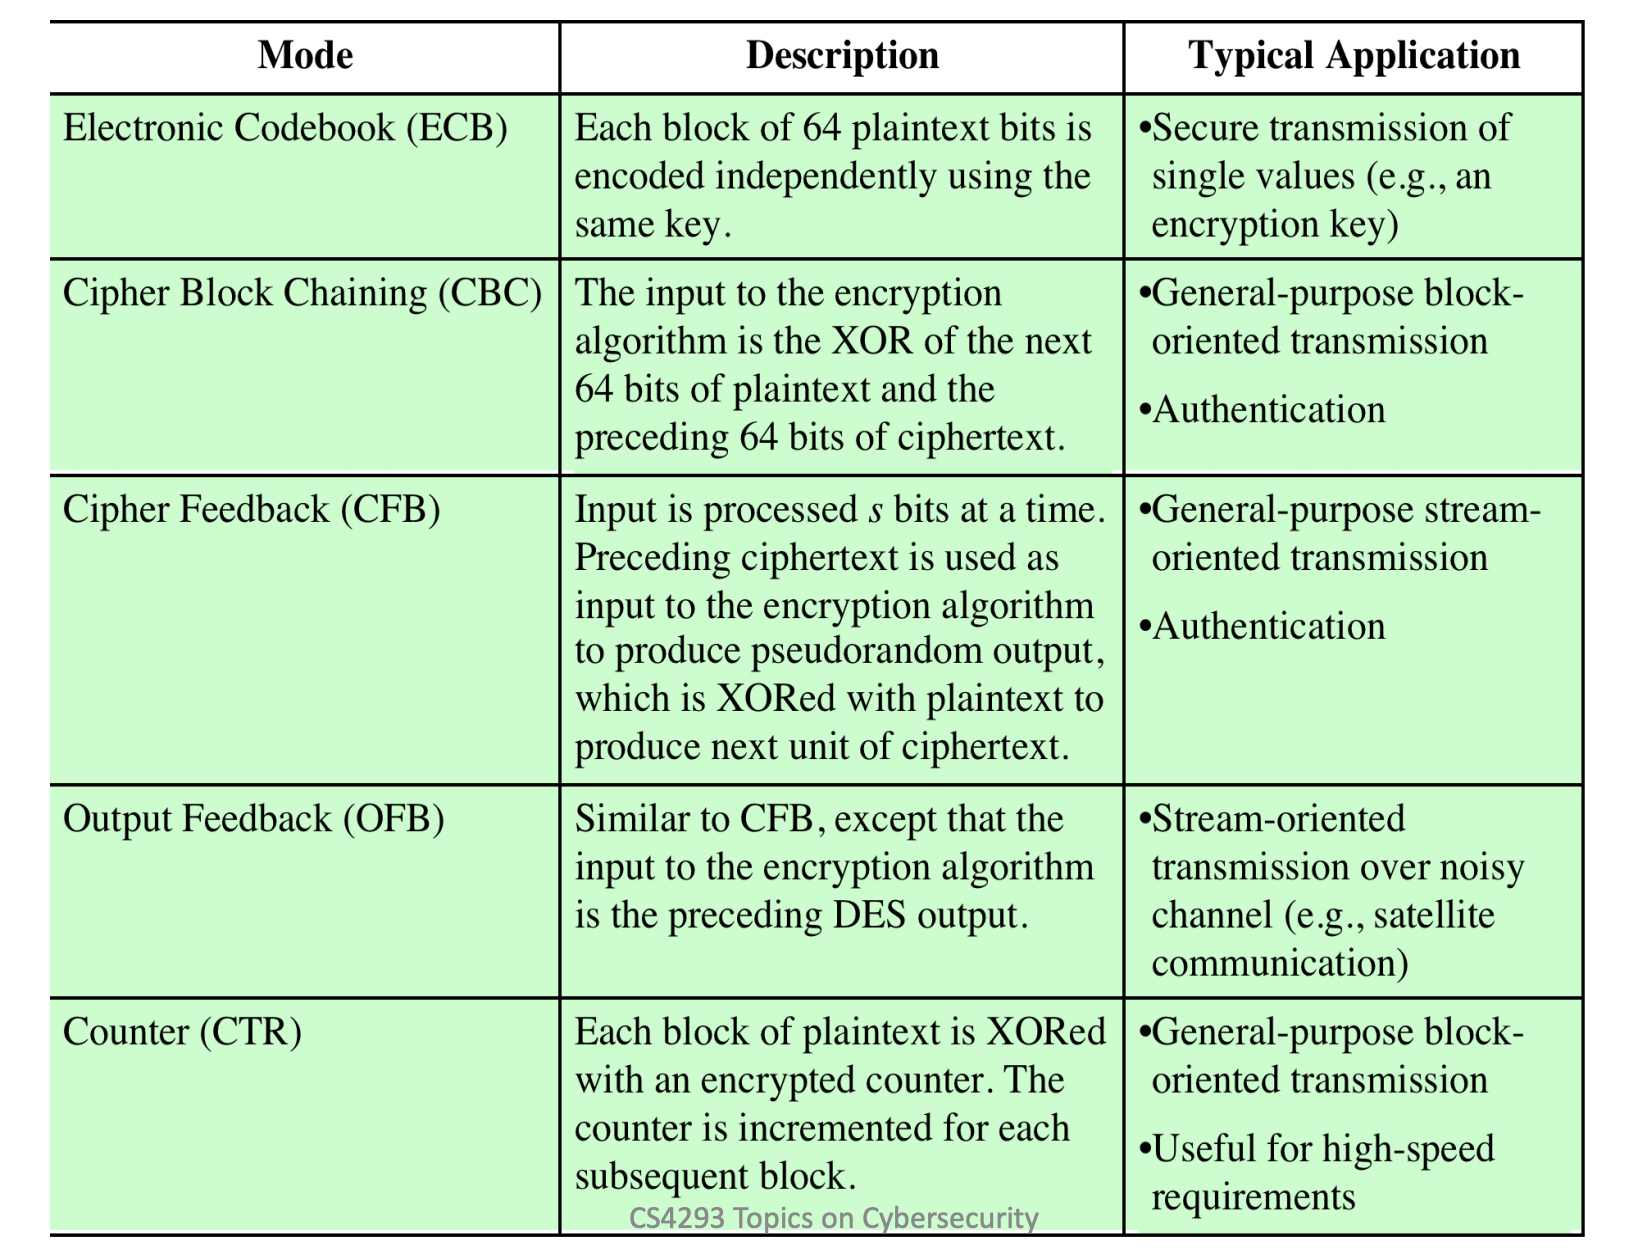 Mode
Description
Typical Application
Electronic Codebook (ECB)
Each block of 64 plaintext bits is
encoded independently using the
same key.
•Secure transmission of
single values (e.g., an
encryption key)
Cipher Block Chaining (CBC)
The input to the encryption
algorithm is the XOR of the next
64 bits of plaintext and the
preceding 64 bits of ciphertext.
•General-purpose block-
oriented transmission
•Authentication
Cipher Feedback (CFB)
Input is processed s bits at a time.
Preceding ciphertext is used as
input to the encryption algorithm
to produce pseudorandom output,
which is XORed with plaintext to
produce next unit of ciphertext.
•General-purpose stream-
oriented transmission
•Authentication
Output Feedback (OFB)
Similar to CFB, except that the
input to the encryption algorithm
is the preceding DES output.
•Stream-oriented
transmission over noisy
channel (e.g., satellite
communication)
Counter (CTR)
Each block of plaintext is XORed
with an encrypted counter. The
counter is incremented for each
subsequent block.
•General-purpose block-
oriented transmission
•Useful for high-speed
requirements
CS4293 Topics on Cybersecurity